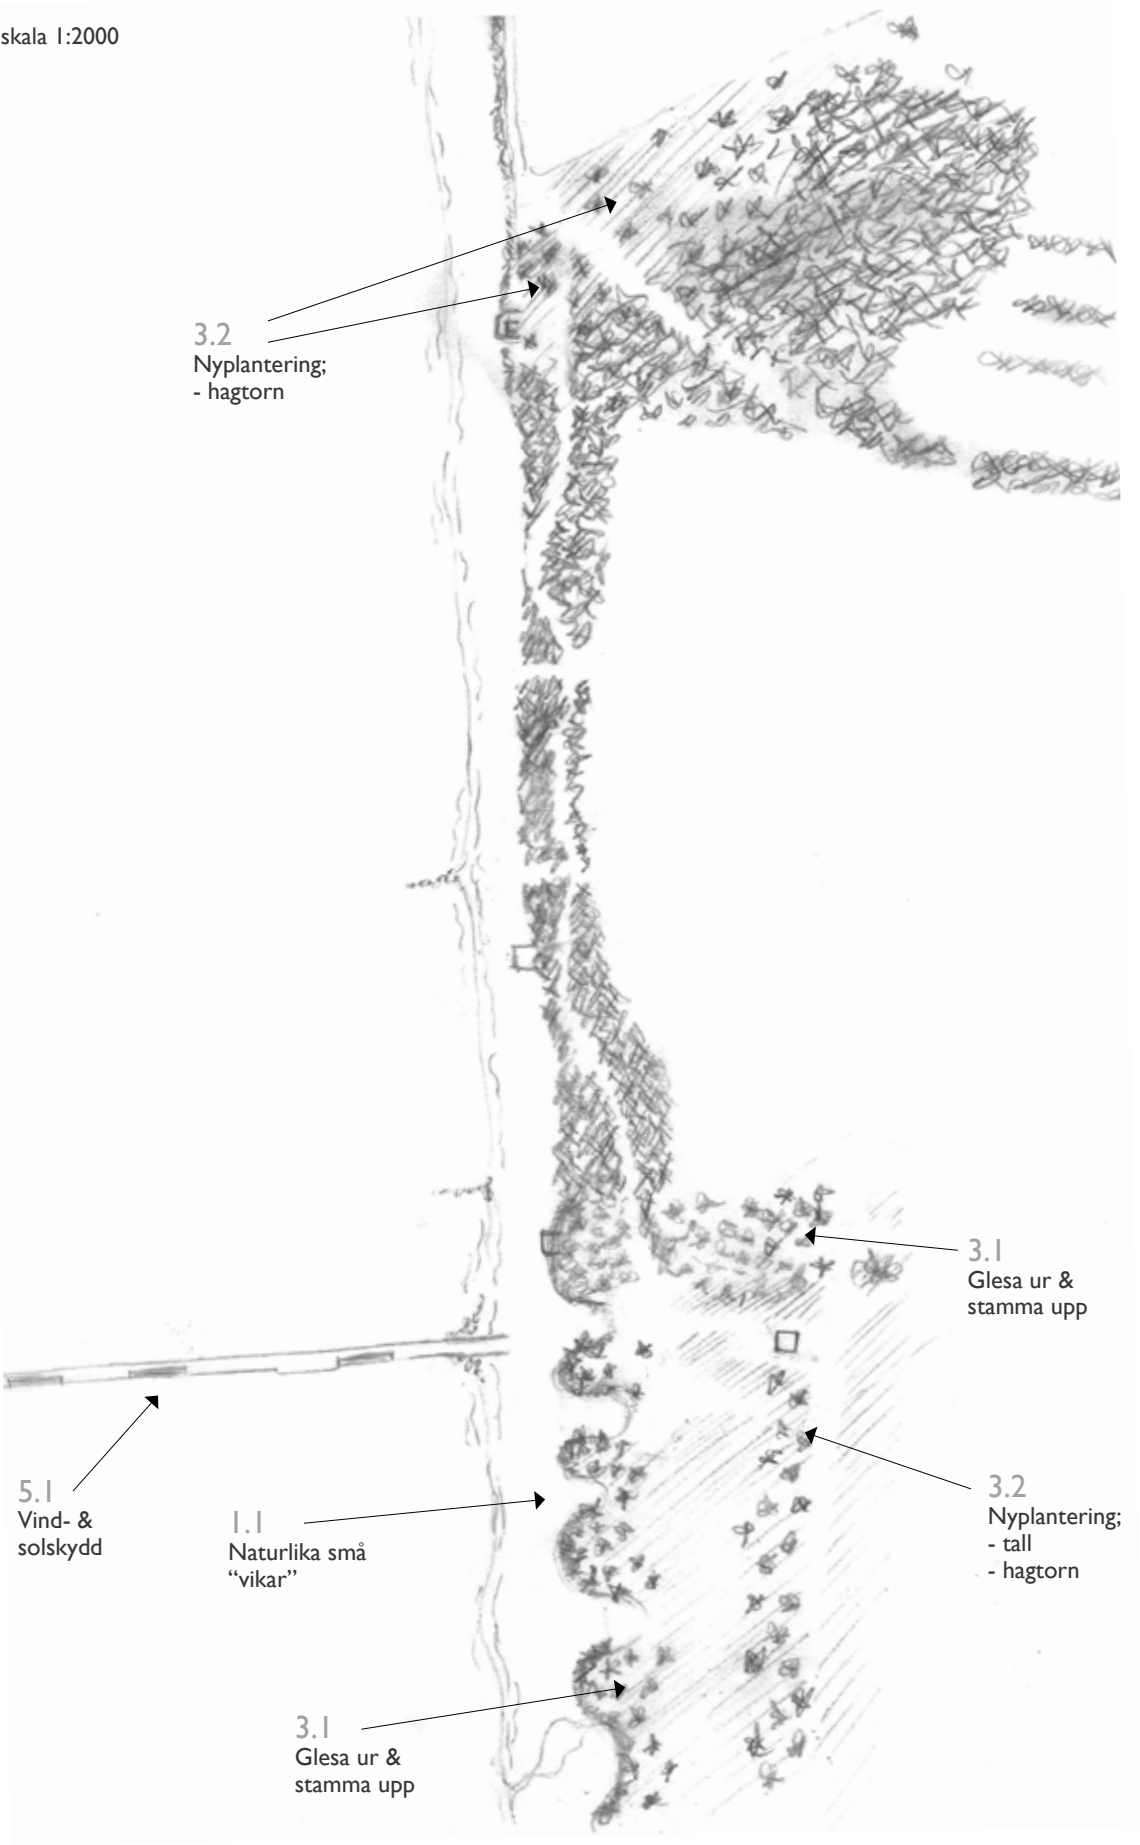 skala 1:2000
3.2
Nyplantering;
- hagtorn
3.1
Glesa ur &
stamma upp
5.1
Vind- &
solskydd
1.1
Naturlika små
“vikar”
3.2
Nyplantering;
- tall
- hagtorn
3.1
Glesa ur &
stamma upp